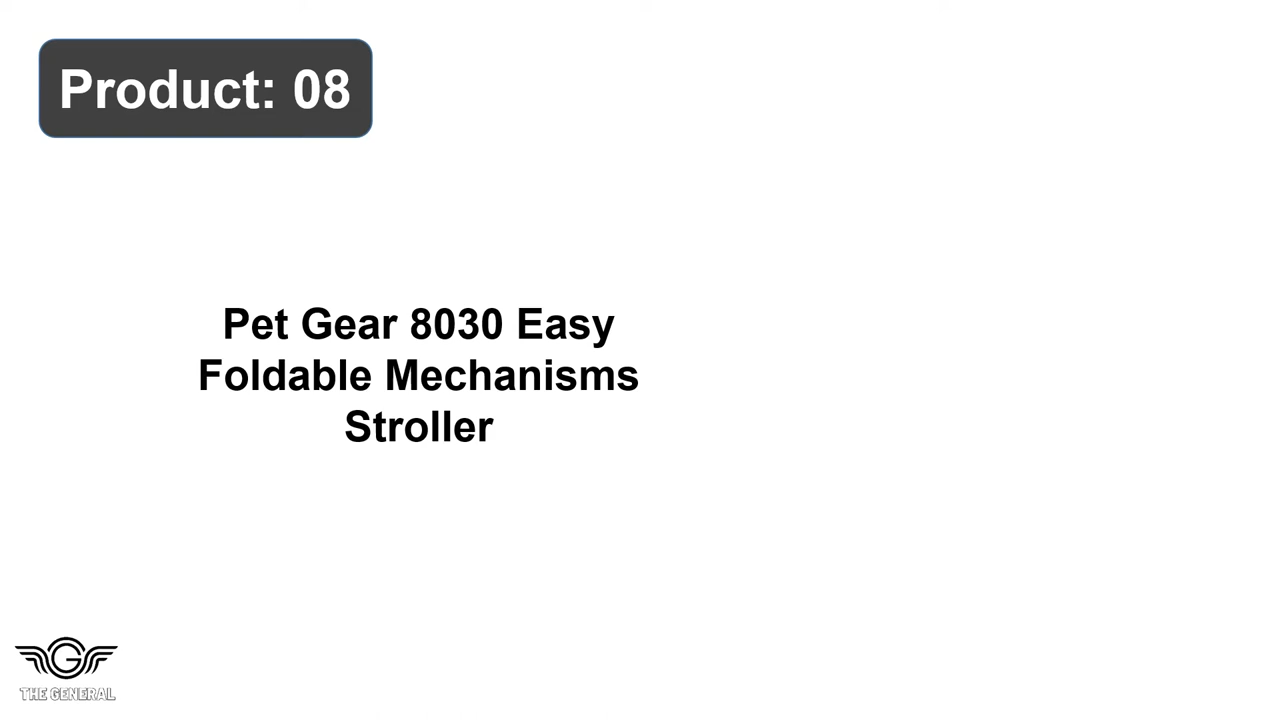 Product: 08
Pet Gear 8030 Easy
Foldable Mechanisms
Stroller
G
THE GENERAL